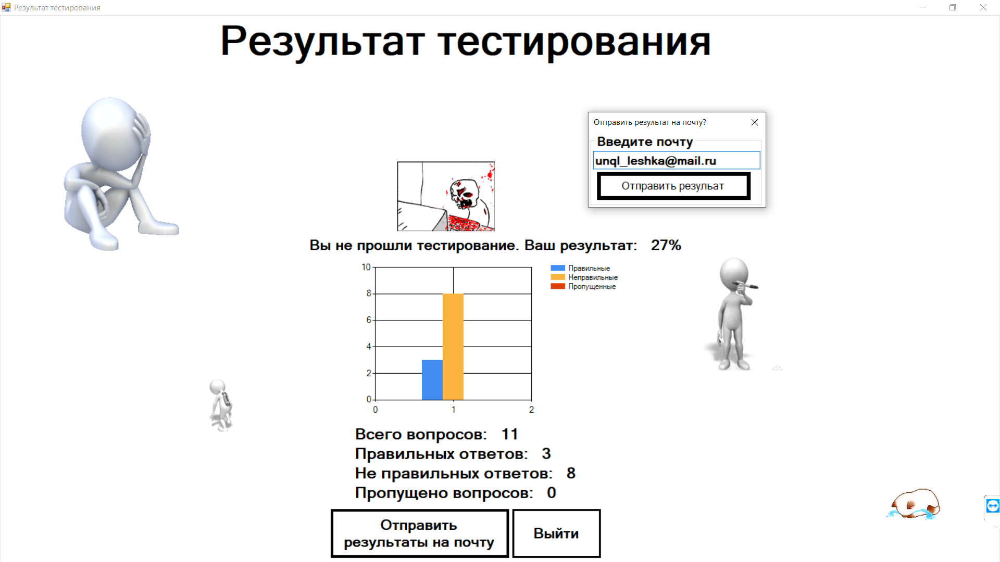 Результат тестирования
Результат тестирования
Отправить результат на почту?
Введите почту
unql_leshka@mail.ru
Отправить резульат
Вы не прошли тестирование. Ваш результат: 27%
10
8
6
4
2
0
0 1 2
Правильные
Неправильные
Пропущенные
Всего вопросов: 11
Правильных ответов: 3
Не правильных ответов: 8
Пропущено вопросов: 0
Отправить
результаты на почту
Выйти